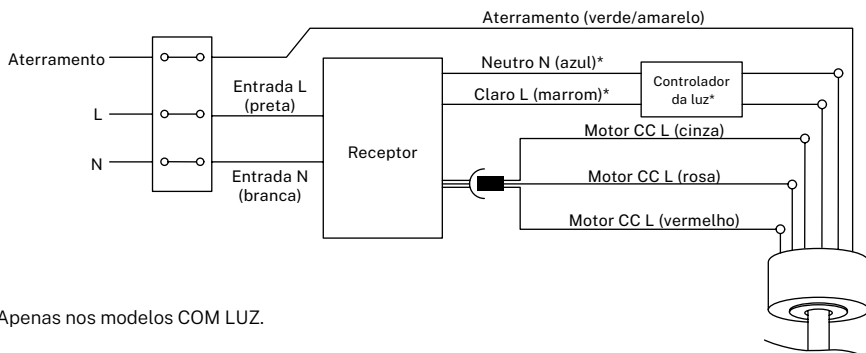 Aterramento (verde/amarelo)
Aterramento
Neutro N (azul)*
Controlador
da luz*
Entrada L
(preta)
Claro L (marrom)*
L
Motor CC L (cinza)
Receptor
N
Entrada N
(branca)
Motor CC L (rosa)
Motor CC L (vermelho)
Apenas nos modelos COM LUZ.